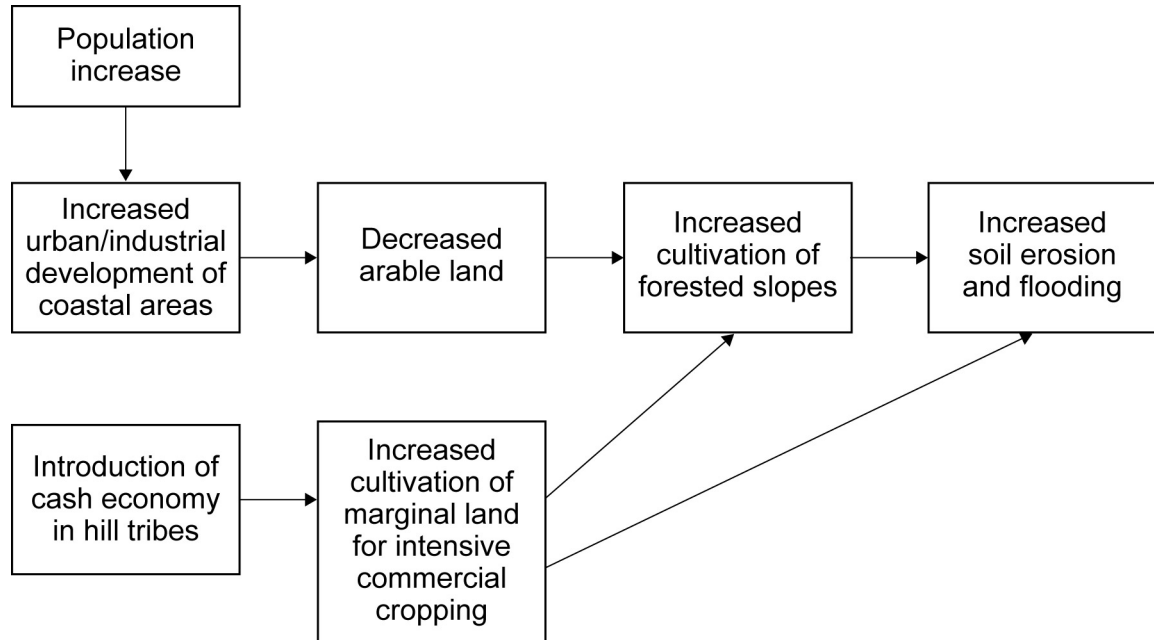 Population
increase
Increased
urban/industrial
development of
coastal areas
Decreased
arable land
Increased
cultivation of
forested slopes
Increased
soil erosion
and flooding
Introduction of
cash economy
in hill tribes
Increased
cultivation of
marginal land
for intensive
commercial
cropping